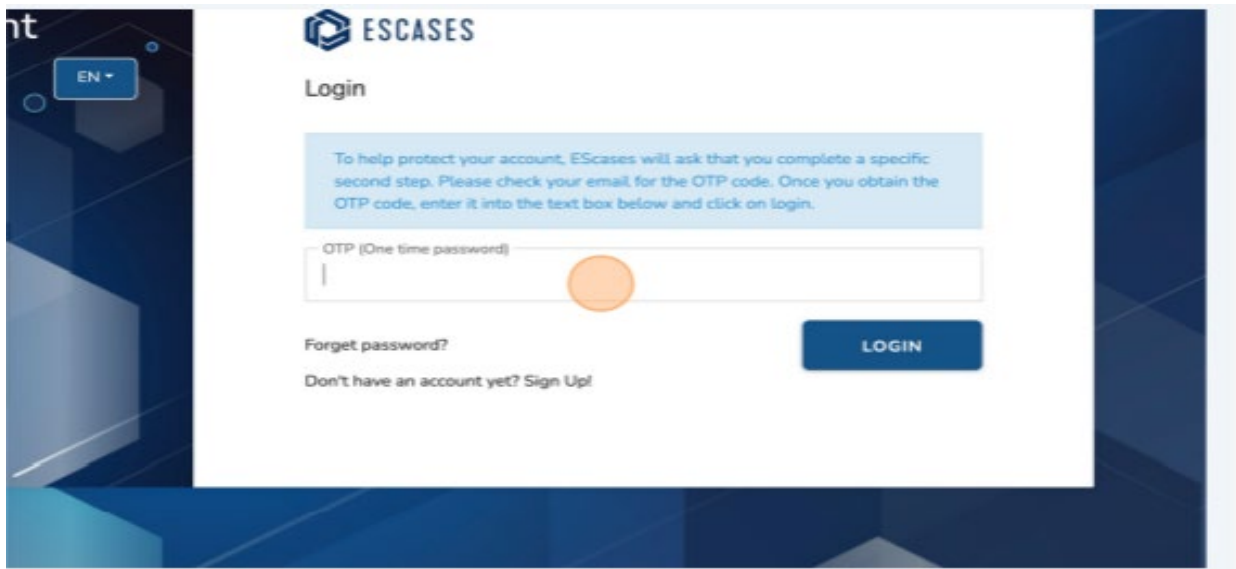 nt
EN
ESCASES
Login
To help protect your account, EScases will ask that you complete a specific
second step. Please check your email for the OTP code. Once you obtain the
OTP code, enter it into the text box below and click on login.
OTP (One time password)
Forget password?
LOGIN
Don't have an account yet? Sign Up!